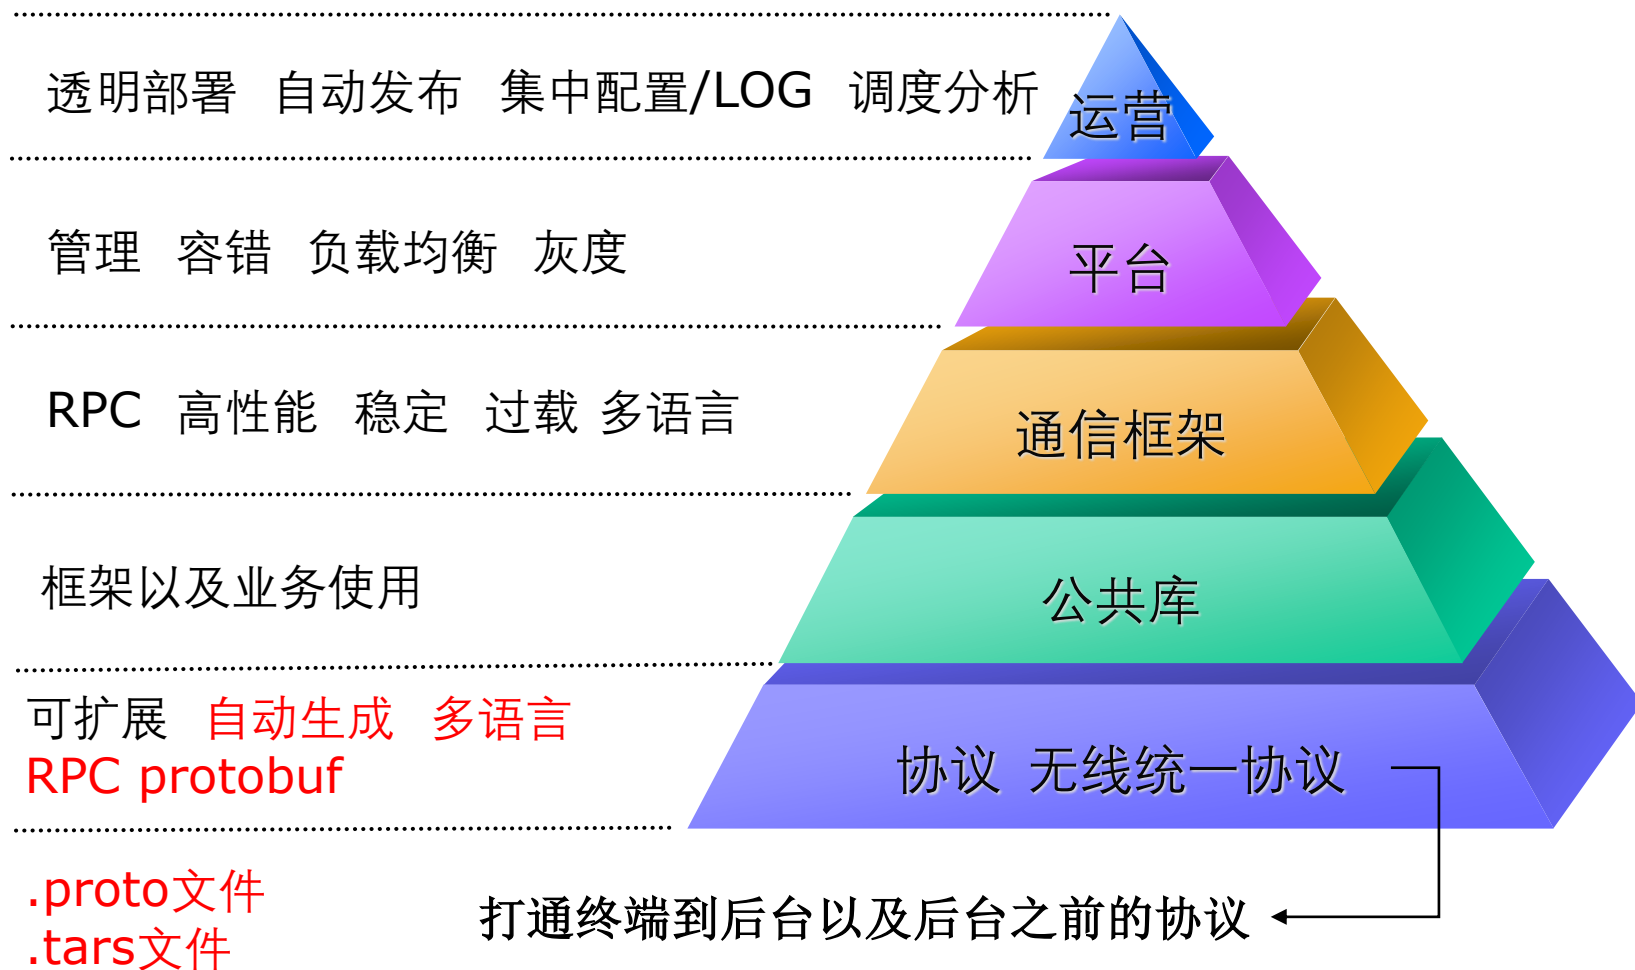 透明部署 自动发布 集中配置/LOG 调度分析
运营
管理 容错 负载均衡 灰度
平台
RPC 高性能 稳定 过载 多语言
通信框架
框架以及业务使用
公共库
可扩展 自动生成 多语言
RPC protobuf
协议 无线统一协议
.proto文件
.tars文件
打通终端到后台以及后台之前的协议